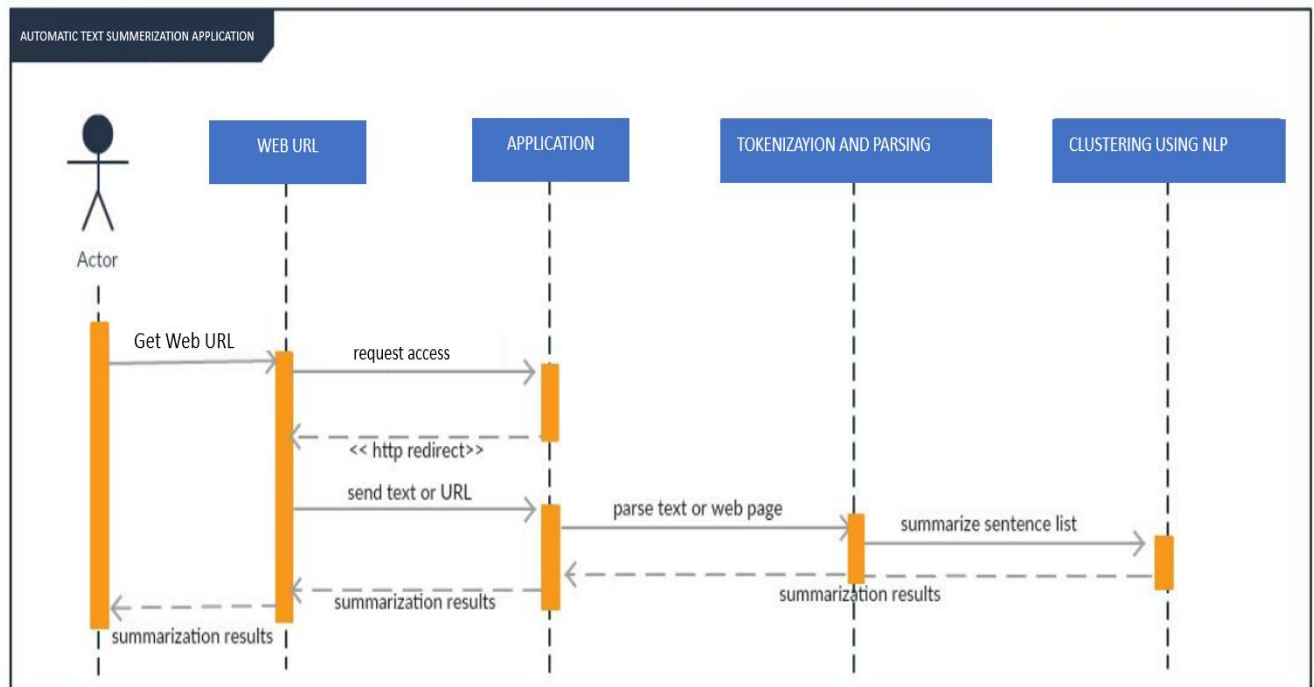 AUTOMATIC TEXT SUMMERIZATION APPLICATION
WEB URL
APPLICATION
TOKENIZAYION AND PARSING
CLUSTERING USING NLP
Actor
Get Web URL
request access
<< http redirect>>
send text or URL
parse text or web page
summarize sentence list
summarization results
summarization results
summarization results